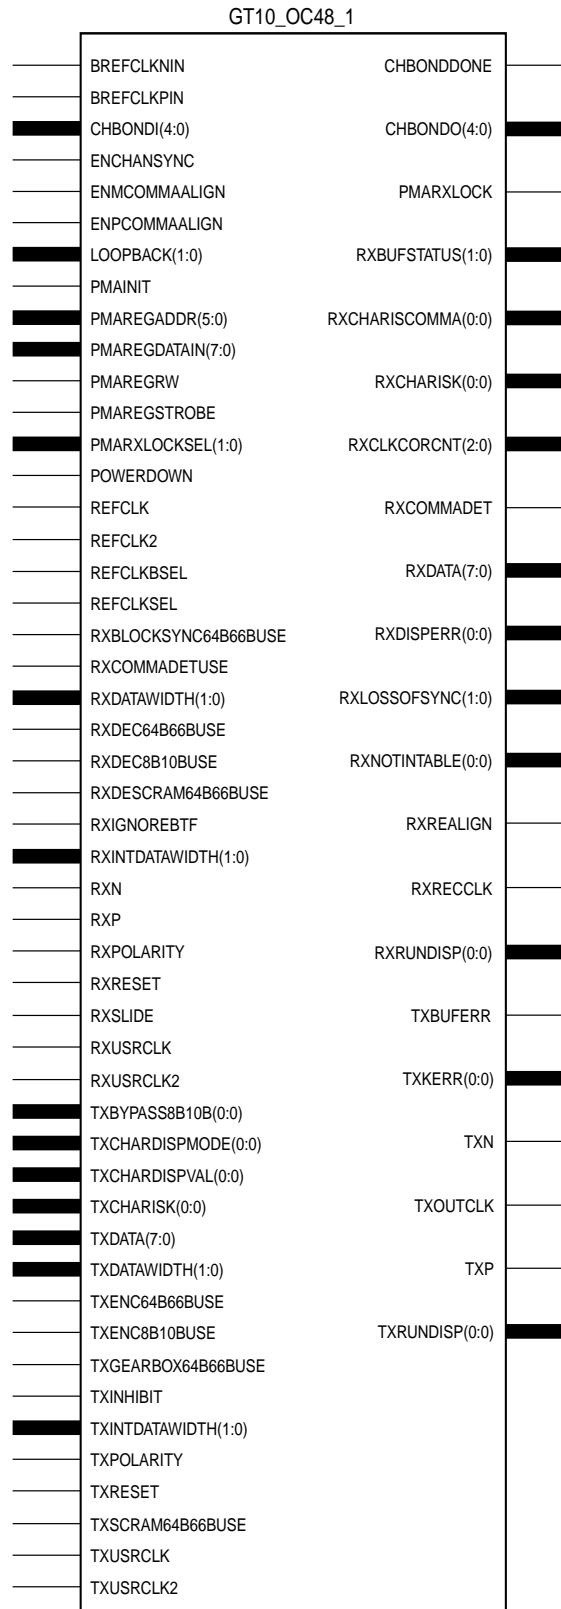 GT10_OC48_1
BREFCLKNIN
BREFCLKPIN
CHBONDI(4:0)
ENCHANSYNC
ENMCOMMAALIGN
ENPCOMMAALIGN
LOOPBACK(1:0)
PMAINIT
PMAREGADDR(5:0)
PMAREGDATAIN(7:0)
PMAREGRW
PMAREGSTROBE
PMARXLOCKSEL(1:0)
POWERDOWN
REFCLK
REFCLK2
REFCLKBSEL
REFCLKSEL
RXBLOCKSYNC64B66BUSE
RXCOMMADETUSE
RXDATAWIDTH(1:0)
RXDEC64B66BUSE
RXDEC8B10BUSE
RXDESCRAM64B66BUSE
RXIGNOREBTF
RXINTDATAWIDTH(1:0)
RXN
RXP
RXPOLARITY
RXRESET
RXSLIDE
RXUSRCLK
RXUSRCLK2
TXBYPASS8B10B(0:0)
TXCHARDISPMODE(0:0)
TXCHARDISPVAL(0:0)
TXCHARISK(0:0)
TXDATA(7:0)
TXDATAWIDTH(1:0)
TXENC64B66BUSE
TXENC8B10BUSE
TXGEARBOX64B66BUSE
TXINHIBIT
TXINTDATAWIDTH(1:0)
TXPOLARITY
TXRESET
TXSCRAM64B66BUSE
TXUSRCLK
TXUSRCLK2
CHBONDDONE
CHBONDO(4:0)
PMARXLOCK
RXBUFSTATUS(1:0)
RXCHARISCOMMA(0:0)
RXCHARISK(0:0)
RXCLKCORCNT(2:0)
RXCOMMADET
RXDATA(7:0)
RXDISPERR(0:0)
RXLOSSOFSYNC(1:0)
RXNOTINTABLE(0:0)
RXREALIGN
RXRECCLK
RXRUNDISP(0:0)
TXBUFERR
TXKERR(0:0)
TXN
TXOUTCLK
TXP
TXRUNDISP(0:0)